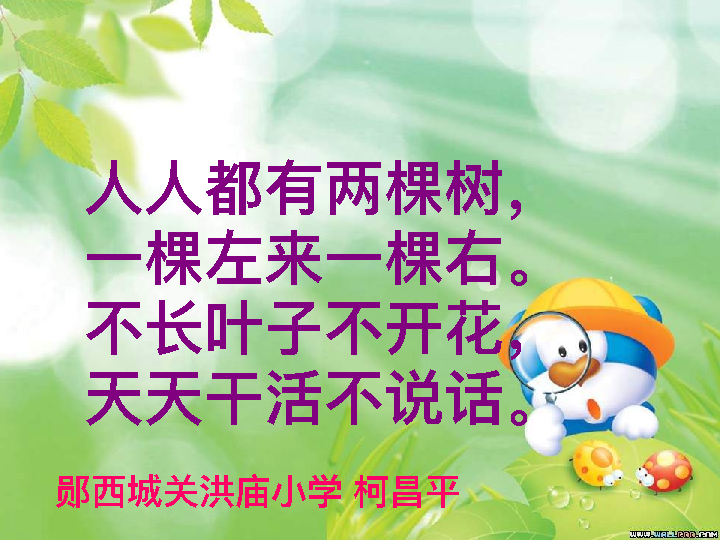 人人都有两棵树，
一棵左来一棵右。
不长叶子不开花，
天天干活不说话。
郧西城关洪庙小学 柯昌平